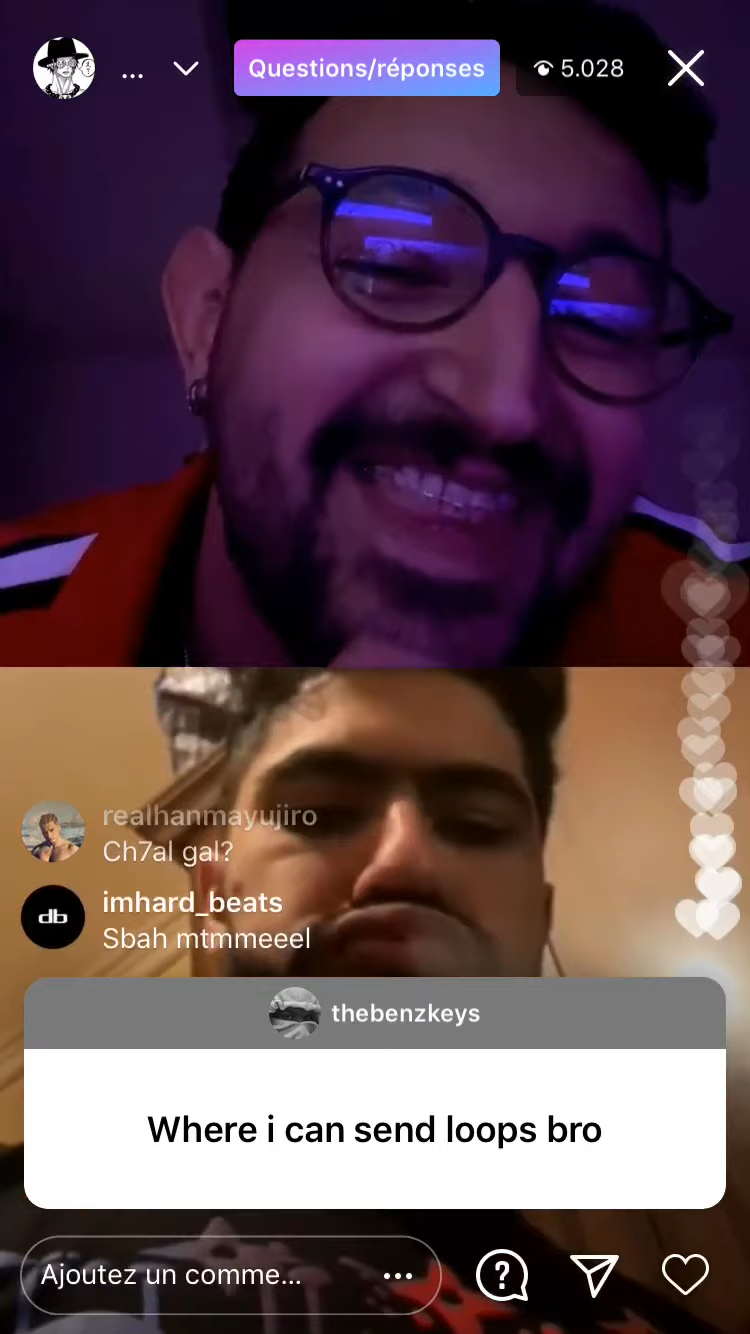 ...
Questions/réponses
5.028
realhanmayujiro
Ch7al gal?
db
imhard_beats
Sbah mtmmeeel
thebenzkeys
Where i can send loops bro
Ajoutez un comme...